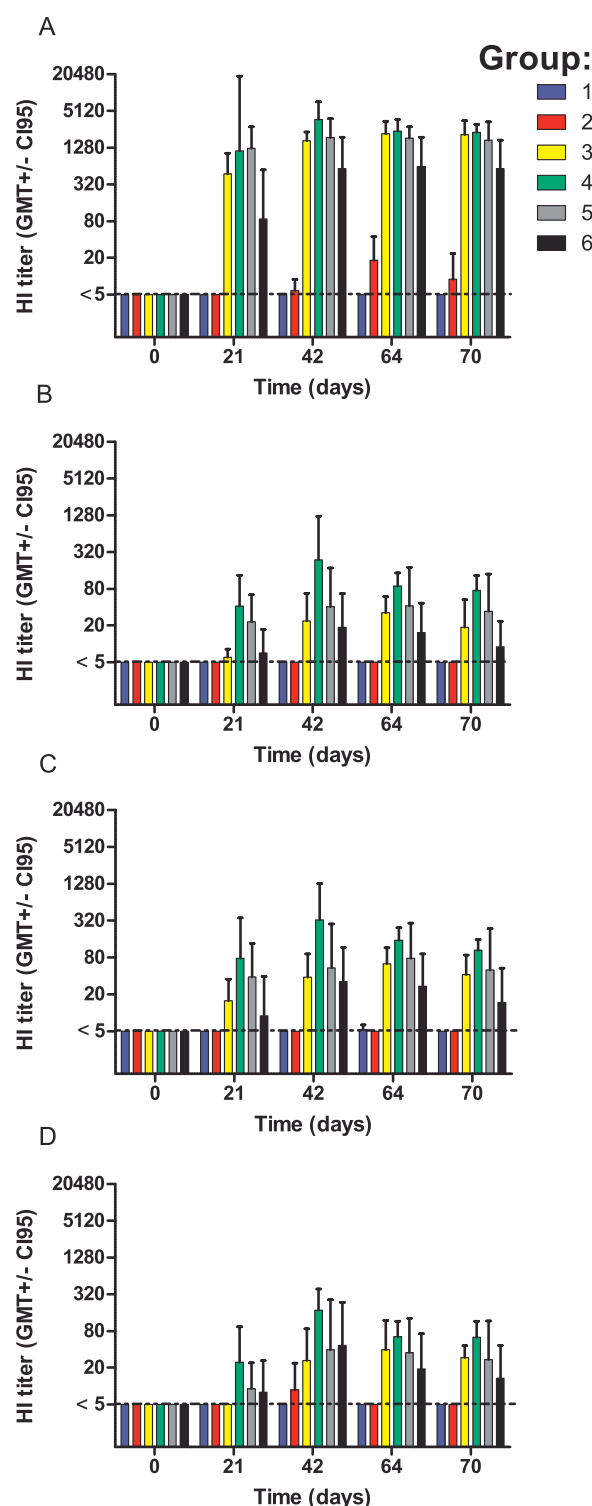 A
Group:
1
2
3
4
5
6
HI titer (GMT+/- CI95)
20480
5120
1280
320
80
20
< 5
0 21 42 64 70
Time (days)
B
HI titer (GMT+/- CI95)
20480
5120
1280
320
80
20
< 5
0 21 42 64 70
Time (days)
C
HI titer (GMT+/- CI95)
20480
5120
1280
320
80
20
< 5
0 21 42 64 70
Time (days)
D
HI titer (GMT+/- CI95)
20480
5120
1280
320
80
20
< 5
0 21 42 64 70
Time (days)